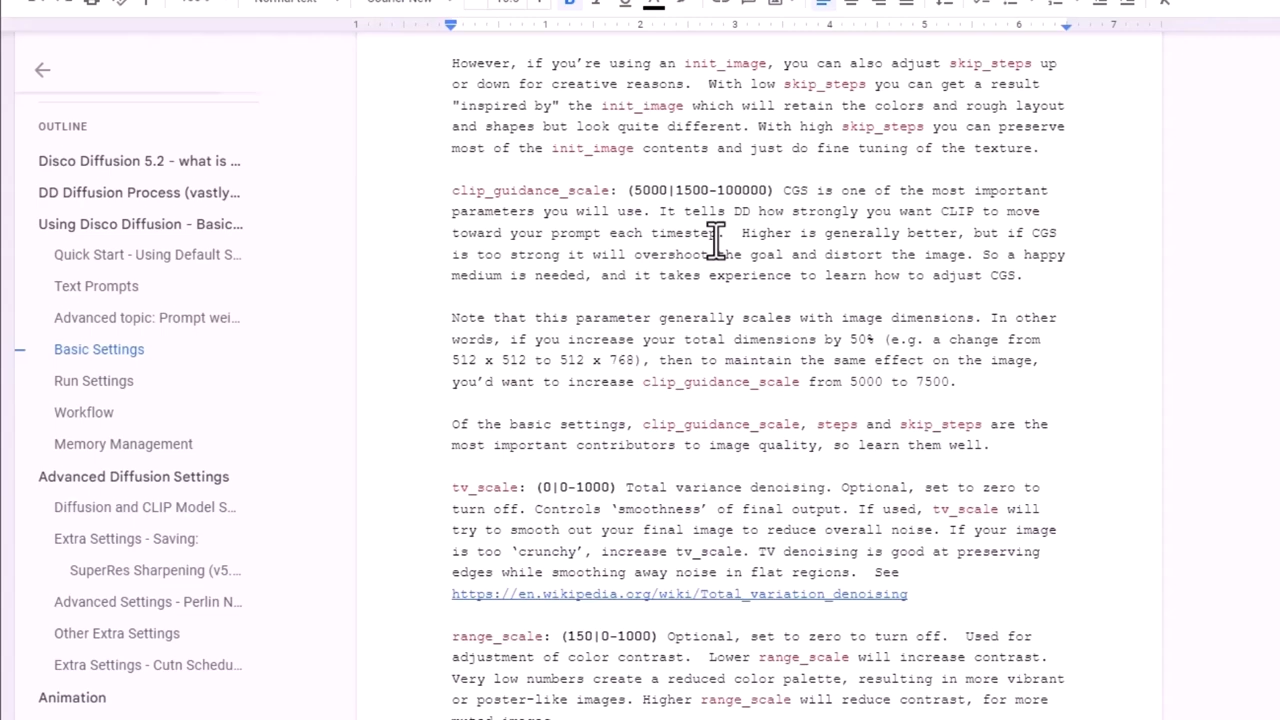 Normal text
Courier New
1
1
2
3
4
5
6
7
OUTLINE
Disco Diffusion 5.2 - what is ...
DD Diffusion Process (vastly...
Using Disco Diffusion - Basic...
Quick Start - Using Default S...
Text Prompts
Advanced topic: Prompt wei...
Basic Settings
Run Settings
Workflow
Memory Management
Advanced Diffusion Settings
Diffusion and CLIP Model S...
Extra Settings - Saving:
SuperRes Sharpening (v5....
Advanced Settings - Perlin N...
Other Extra Settings
Extra Settings - Cutn Schedu...
Animation
However, if you’re using an init_image, you can also adjust skip_steps up
or down for creative reasons.  With low skip_steps you can get a result
"inspired by" the init_image which will retain the colors and rough layout
and shapes but look quite different. With high skip_steps you can preserve
most of the init_image contents and just do fine tuning of the texture.
clip_guidance_scale: (5000|1500-100000) CGS is one of the most important
parameters you will use. It tells DD how strongly you want CLIP to move
toward your prompt each timestep.  Higher is generally better, but if CGS
is too strong it will overshoot the goal and distort the image. So a happy
medium is needed, and it takes experience to learn how to adjust CGS.
Note that this parameter generally scales with image dimensions. In other
words, if you increase your total dimensions by 50% (e.g. a change from
512 x 512 to 512 x 768), then to maintain the same effect on the image,
you’d want to increase clip_guidance_scale from 5000 to 7500.
Of the basic settings, clip_guidance_scale, steps and skip_steps are the
most important contributors to image quality, so learn them well.
tv_scale: (0|0-1000) Total variance denoising. Optional, set to zero to
turn off. Controls ‘smoothness’ of final output. If used, tv_scale will
try to smooth out your final image to reduce overall noise. If your image
is too ‘crunchy’, increase tv_scale. TV denoising is good at preserving
edges while smoothing away noise in flat regions.  See
https://en.wikipedia.org/wiki/Total_variation_denoising
range_scale: (150|0-1000) Optional, set to zero to turn off.  Used for
adjustment of color contrast.  Lower range_scale will increase contrast.
Very low numbers create a reduced color palette, resulting in more vibrant
or poster-like images. Higher range_scale will reduce contrast, for more
muted images.